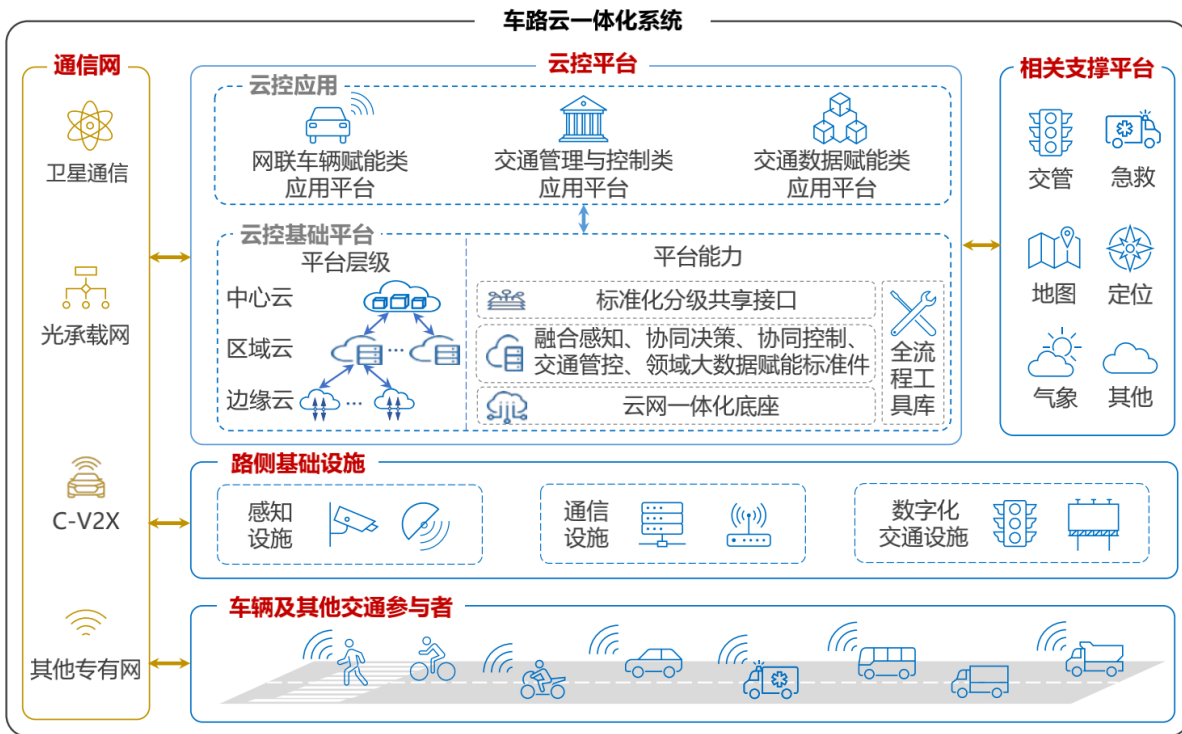 车路云一体化系统
通信网
卫星通信
光承载网
C-V2X
其他专有网
云控平台
云控应用
网联车辆赋能类
应用平台
交通管理与控制类
应用平台
交通数据赋能类
应用平台
云控基础平台
平台层级
中心云
区域云
...
边缘云
...
平台能力
标准化分级共享接口
融合感知、协同决策、协同控制、
交通管控、领域大数据赋能标准件
云网一体化底座
全流
程工
具库
相关支撑平台
交管
急救
地图
定位
气象
其他
路侧基础设施
感知
设施
通信
设施
数字化
交通设施
车辆及其他交通参与者